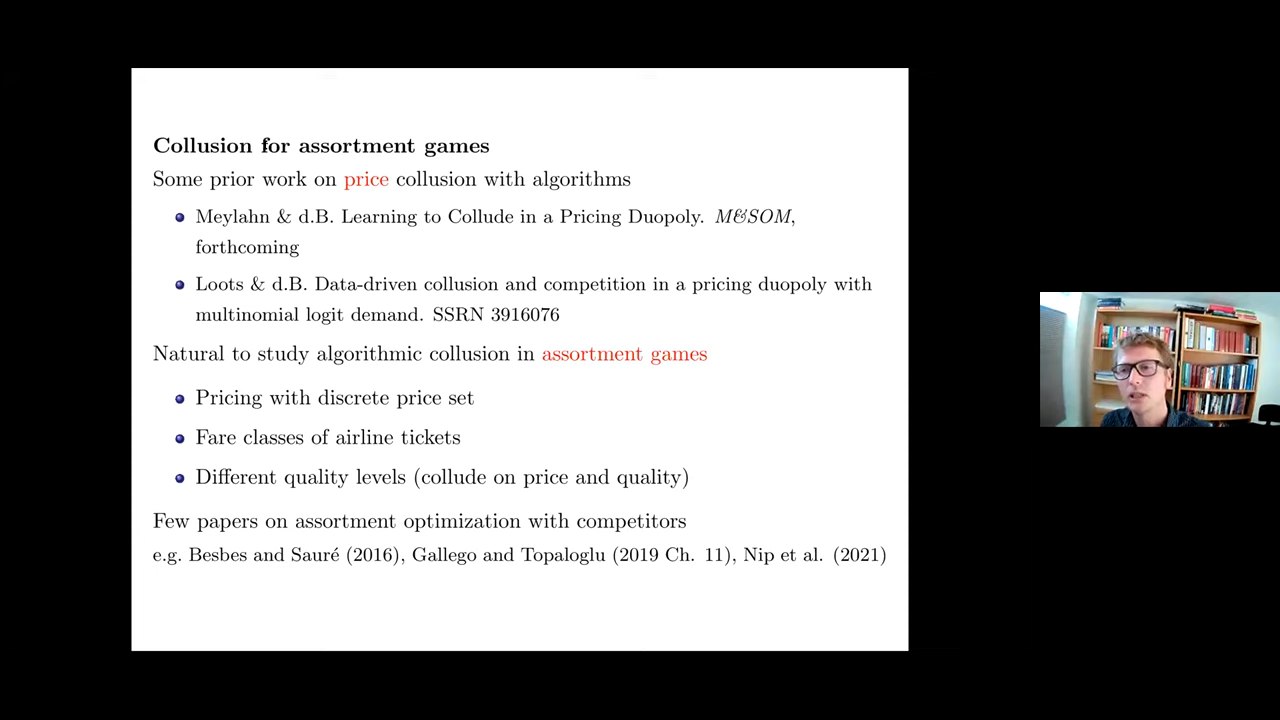 Collusion for assortment games
Some prior work on price collusion with algorithms
Meylahn & d.B. Learning to Collude in a Pricing Duopoly. M&SOM,
forthcoming
Loots & d.B. Data-driven collusion and competition in a pricing duopoly with
multinomial logit demand. SSRN 3916076
Natural to study algorithmic collusion in assortment games
Pricing with discrete price set
Fare classes of airline tickets
Different quality levels (collude on price and quality)
Few papers on assortment optimization with competitors
e.g. Besbes and Sauré (2016), Gallego and Topaloglu (2019 Ch. 11), Nip et al. (2021)